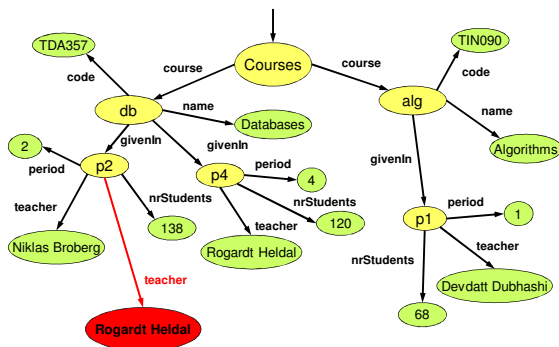 TDA357
TIN090
course
Courses
course
code
code
db
name
alg
name
Databases
givenIn
givenIn
Algorithms
2
p2
period
p4
period
4
givenIn
teacher
nrStudents
138
nrStudents
120
teacher
p1
period
1
Niklas Broberg
Rogardt Heldal
teacher
nrStudents
Devdatt Dubhashi
teacher
68
Rogardt Heldal